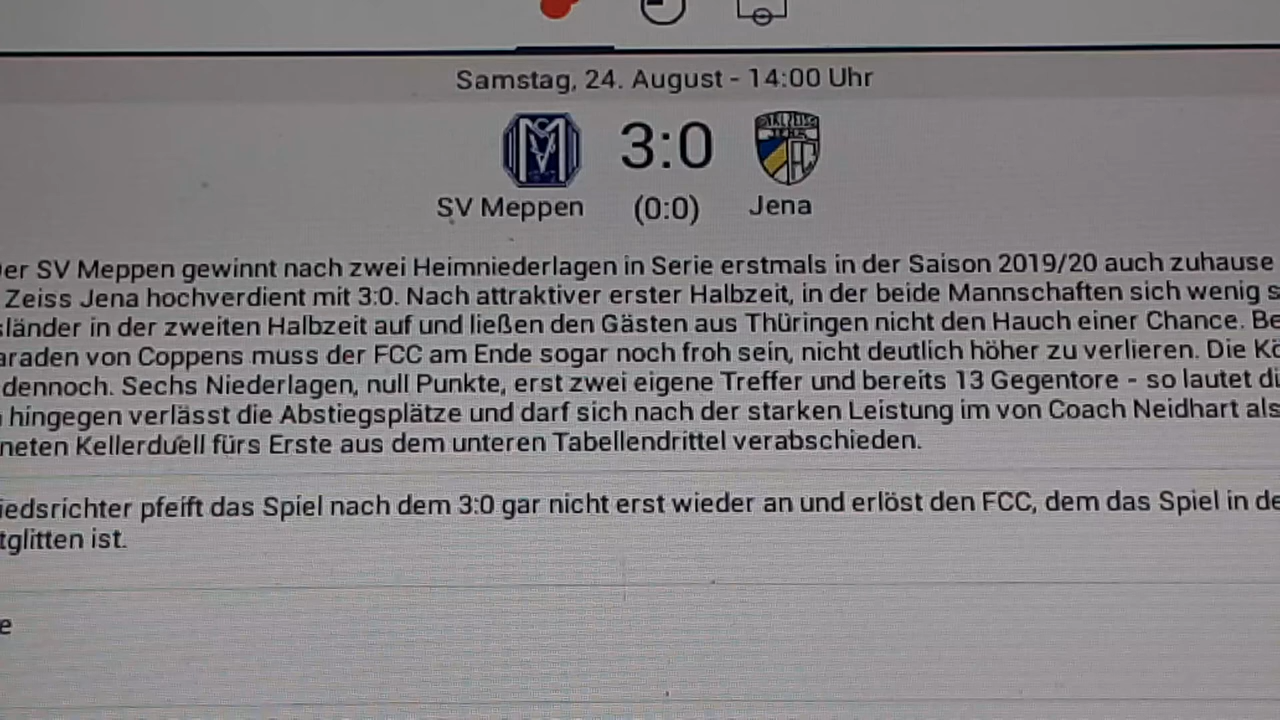 Samstag, 24. August - 14:00 Uhr
3:0
SV Meppen (0:0) Jena
er SV Meppen gewinnt nach zwei Heimniederlagen in Serie erstmals in der Saison 2019/20 auch zuhause
Zeiss Jena hochverdient mit 3:0. Nach attraktiver erster Halbzeit, in der beide Mannschaften sich wenig s
sländer in der zweiten Halbzeit auf und ließen den Gästen aus Thüringen nicht den Hauch einer Chance. Be
araden von Coppens muss der FCC am Ende sogar noch froh sein, nicht deutlich höher zu verlieren. Die Kö
dennoch. Sechs Niederlagen, null Punkte, erst zwei eigene Treffer und bereits 13 Gegentore - so lautet di
hingegen verlässt die Abstiegsplätze und darf sich nach der starken Leistung im von Coach Neidhart als
neten Kellerduell fürs Erste aus dem unteren Tabellendrittel verabschieden.
iedsrichter pfeift das Spiel nach dem 3:0 gar nicht erst wieder an und erlöst den FCC, dem das Spiel in de
tglitten ist.
e